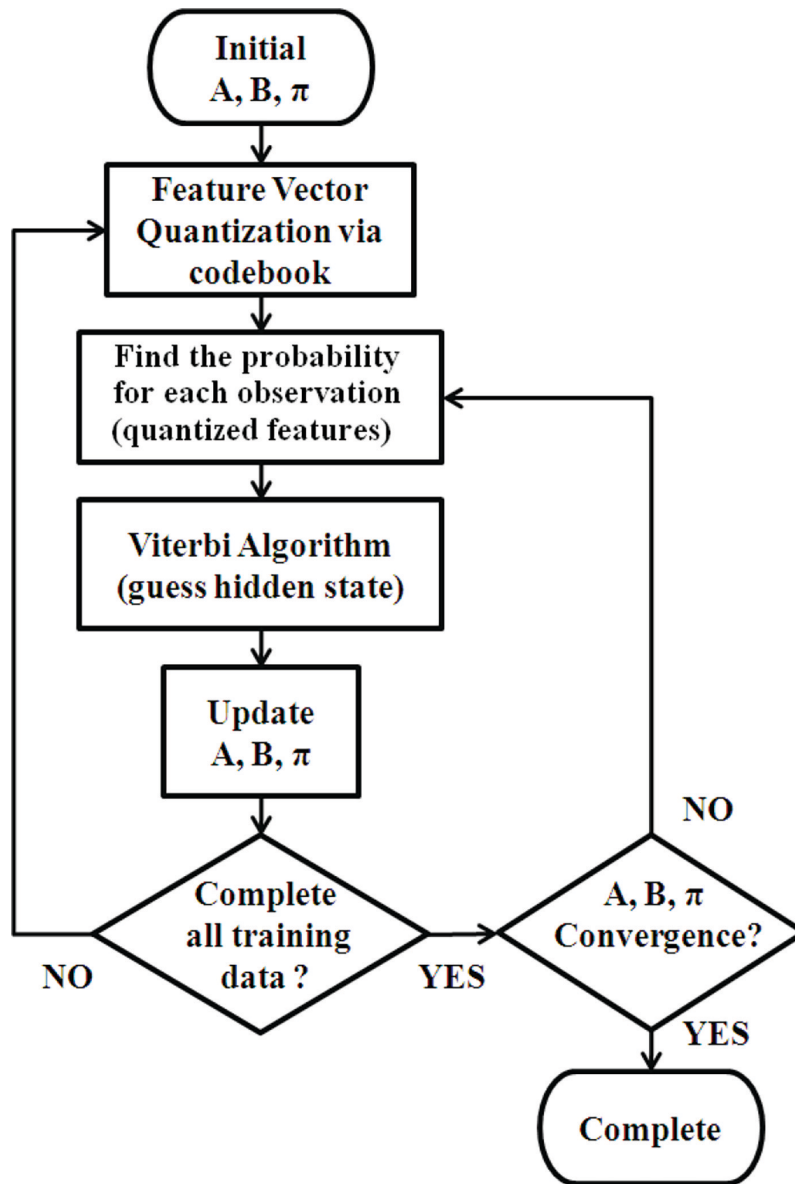 Initial
A, B, π
Feature Vector
Quantization via
codebook
Find the probability
for each observation
(quantized features)
Viterbi Algorithm
(guess hidden state)
Update
A, B, π
Complete
all training
data ?
NO
YES
A, B, π
Convergence?
NO
YES
Complete